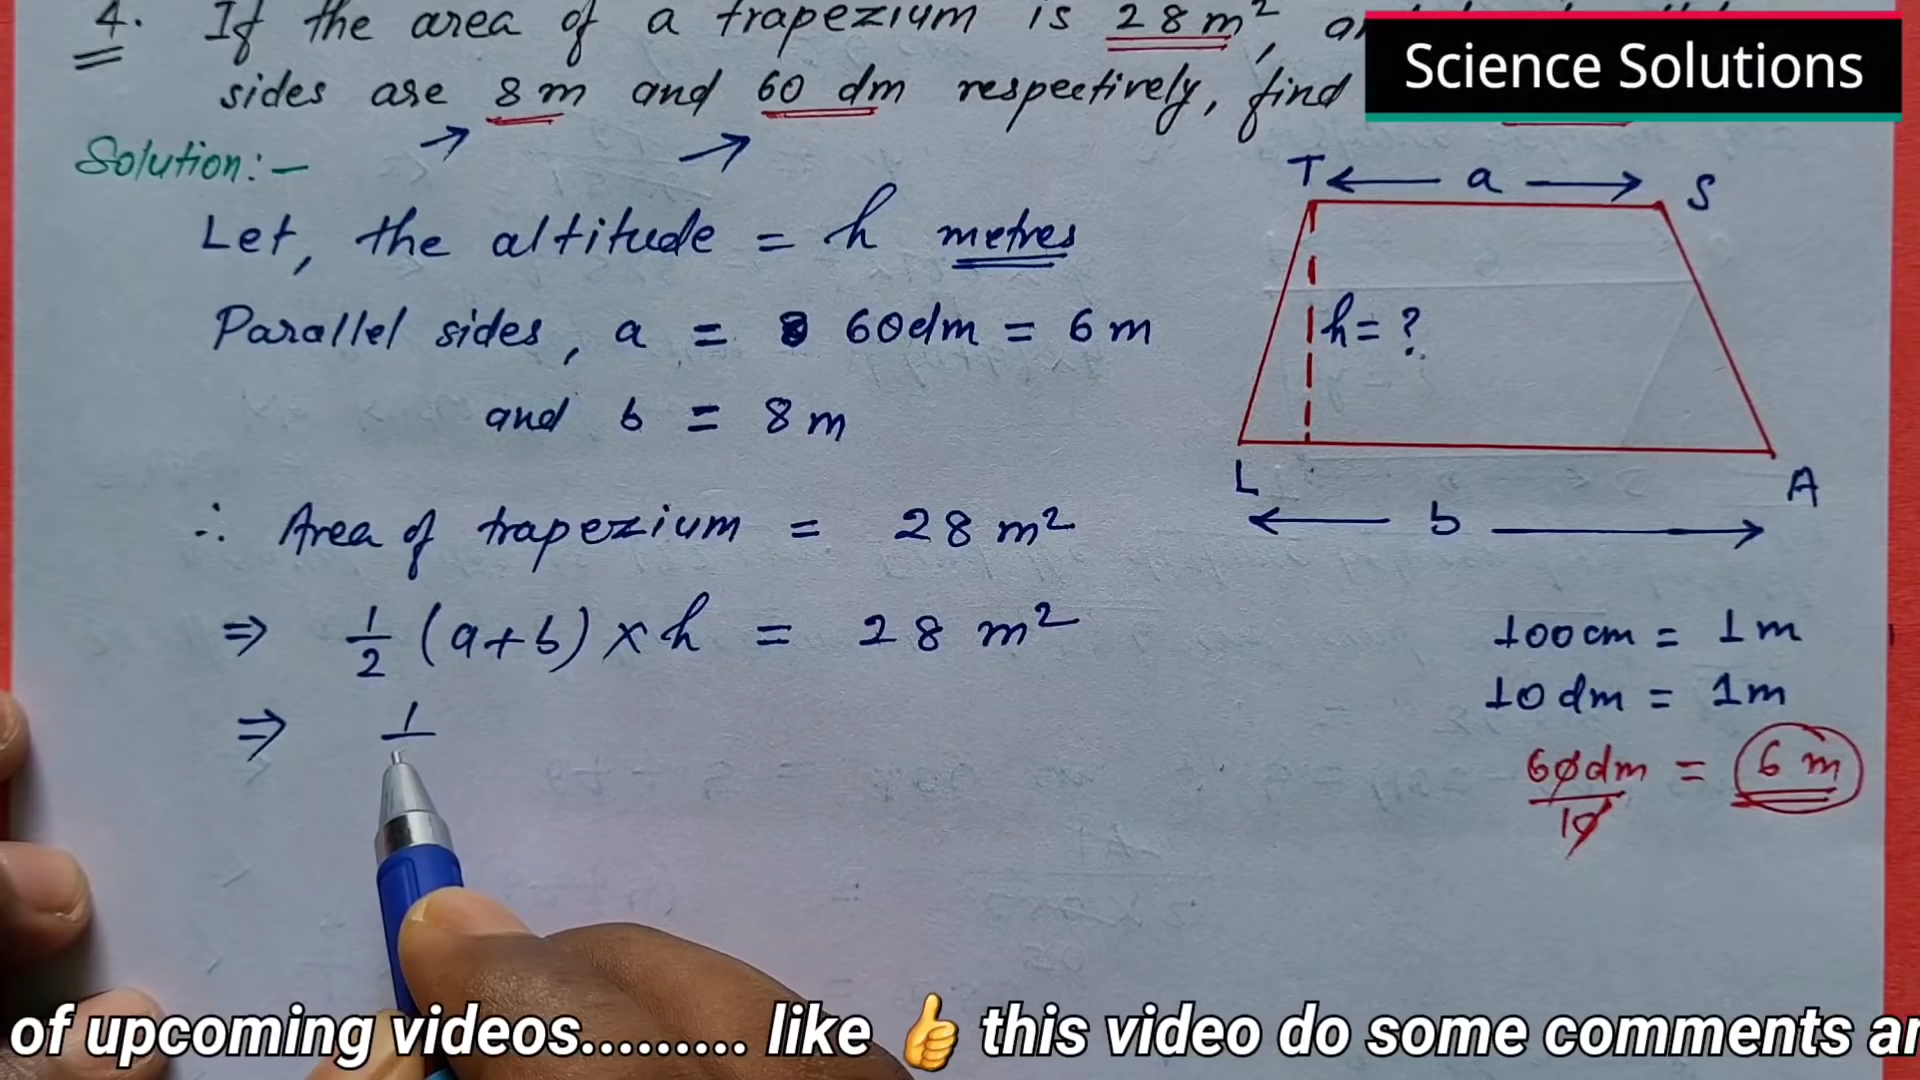 4. If the area of a trapezium is 28 m²,
Science Solutions
sides are 8 m and 60 dm respectively, find
Solution:-
T ← a → S
Let, the altitude = h metres
Parallel sides, a = 60dm = 6 m
h = ?
and b = 8 m
L A
← b →
∴ Area of trapezium = 28 m²
⇒ 1/2 (a+b) × h = 28 m²
100 cm = 1 m
10 dm = 1 m
⇒ 1
60dm/10 = 6 m
of upcoming videos......... like 👍 this video do some comments